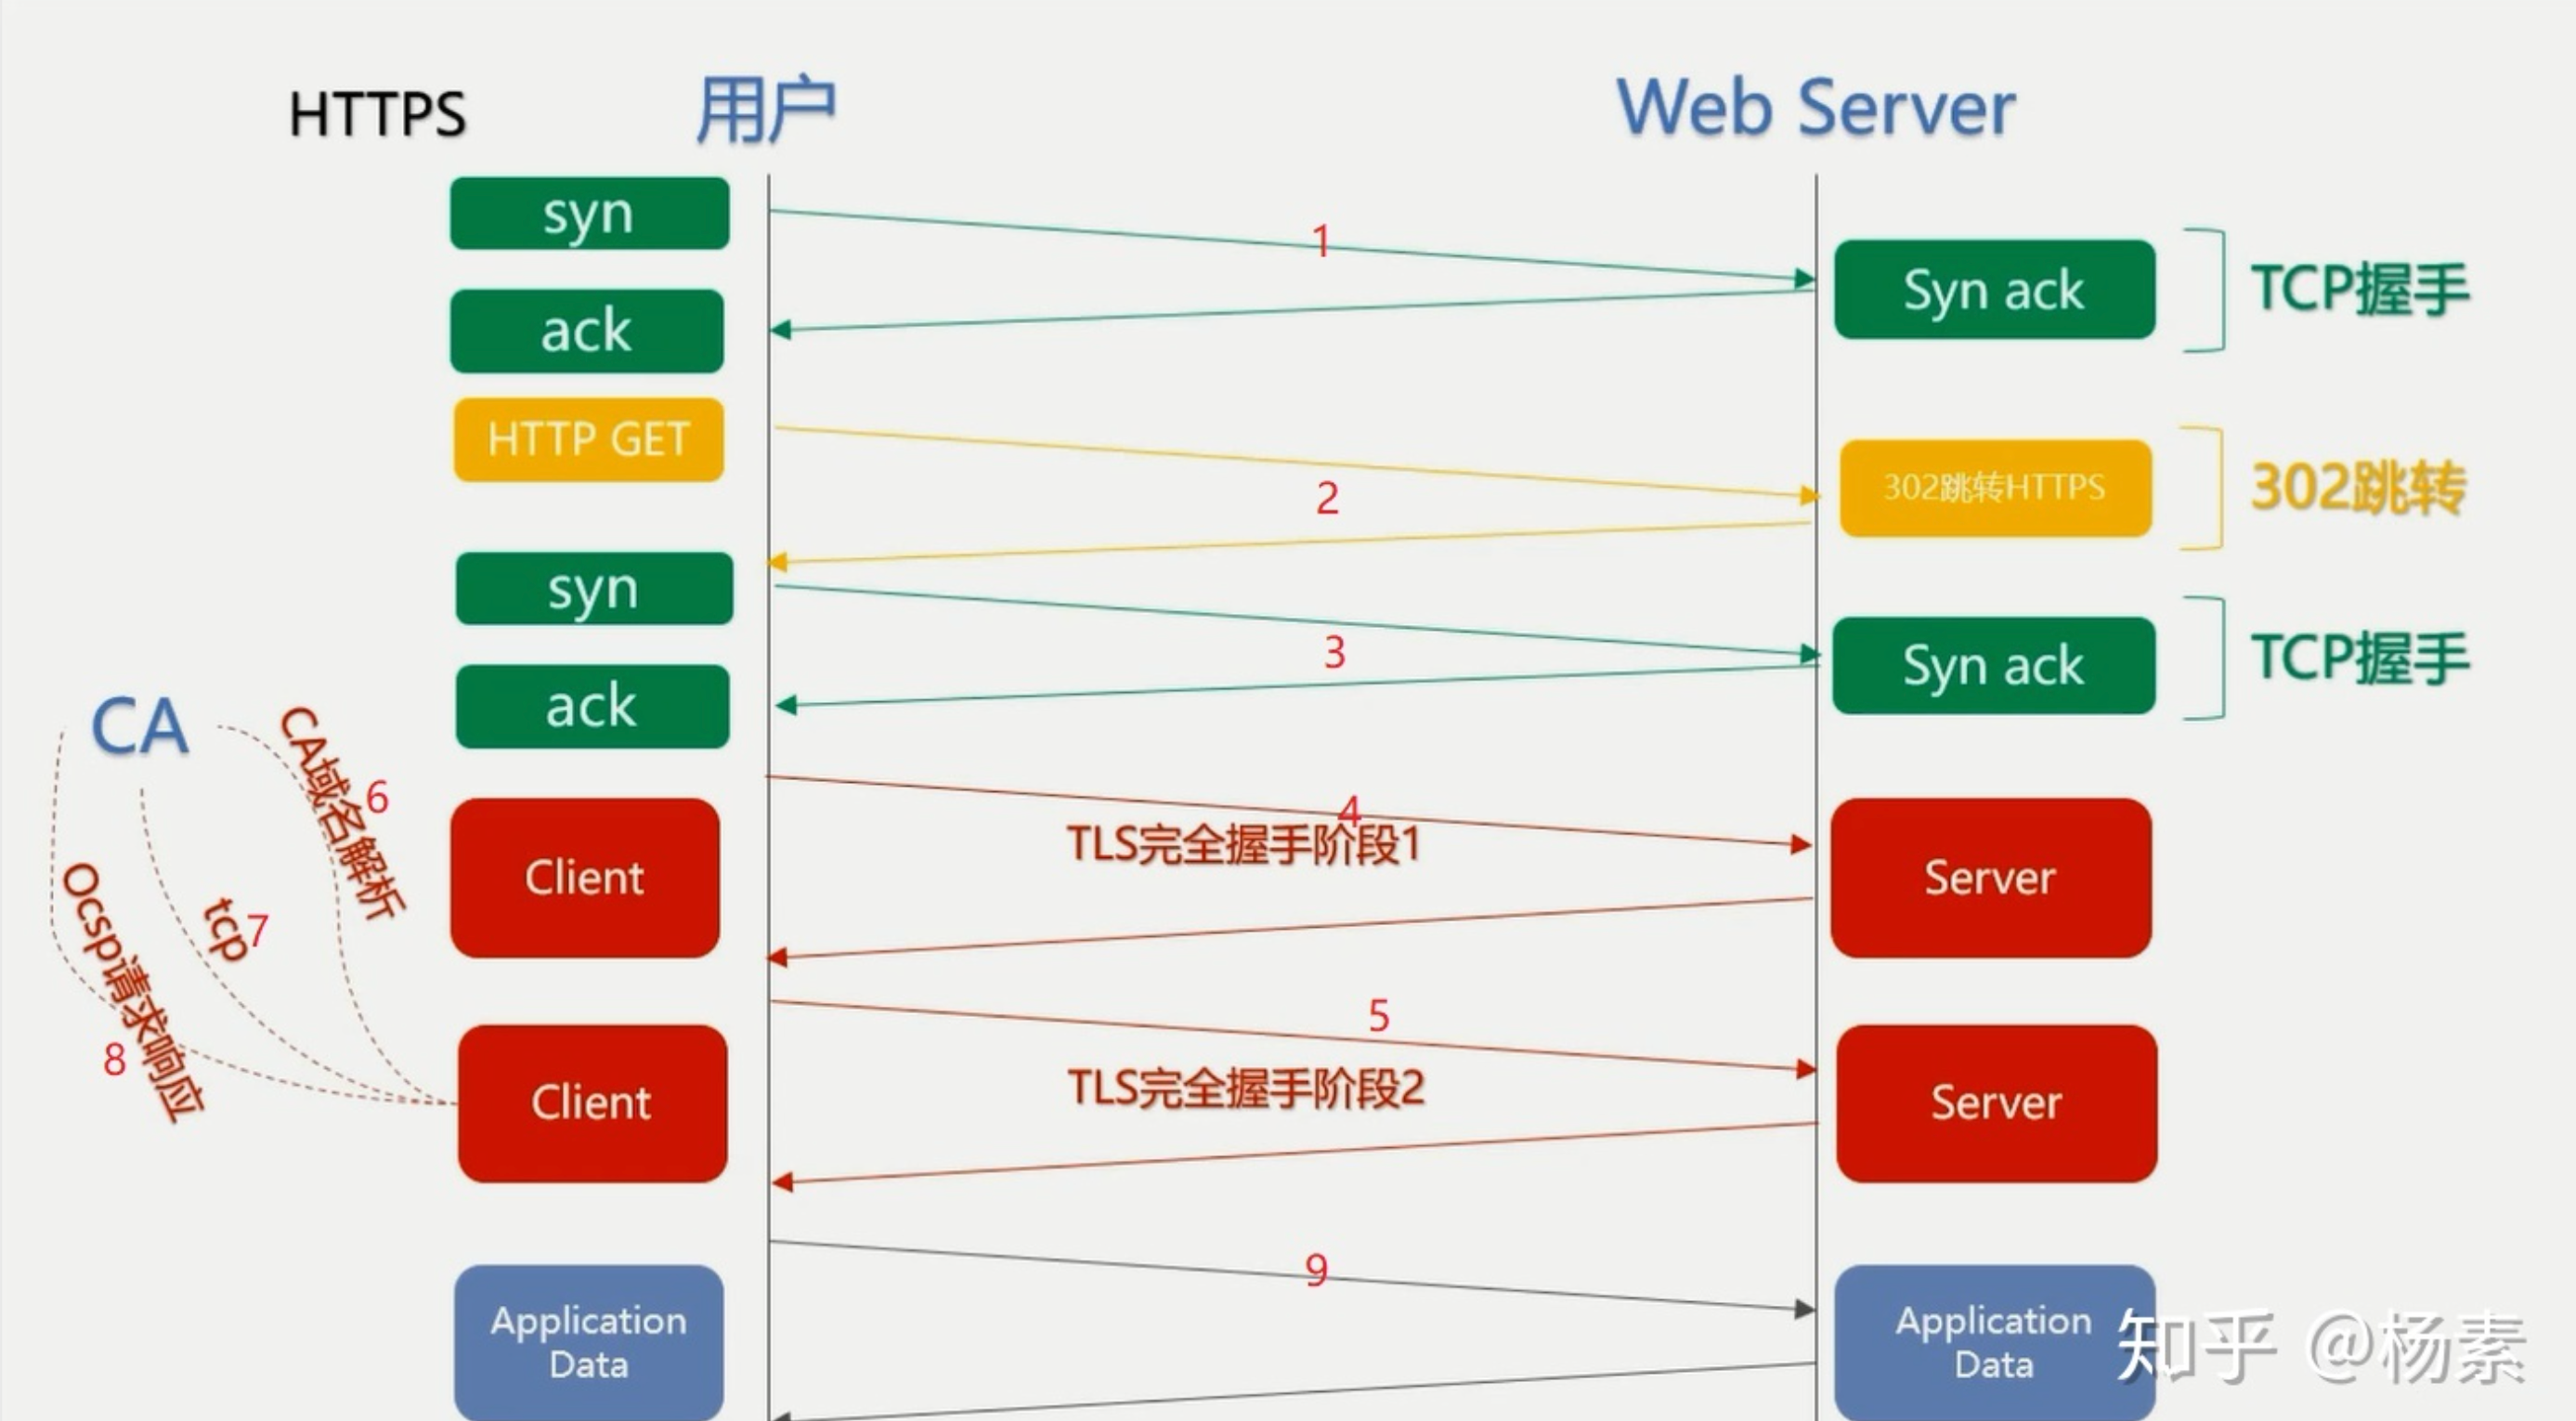 HTTPS
用户
Web Server
syn
1
Syn ack
TCP握手
ack
HTTP GET
2
302跳转HTTPS
302跳转
syn
3
Syn ack
TCP握手
ack
CA
CA域名解析
6
4
TLS完全握手阶段1
Client
Server
tcp
7
Ocsp请求响应
8
5
TLS完全握手阶段2
Client
Server
9
Application
Data
Application
Data
知乎 @杨素